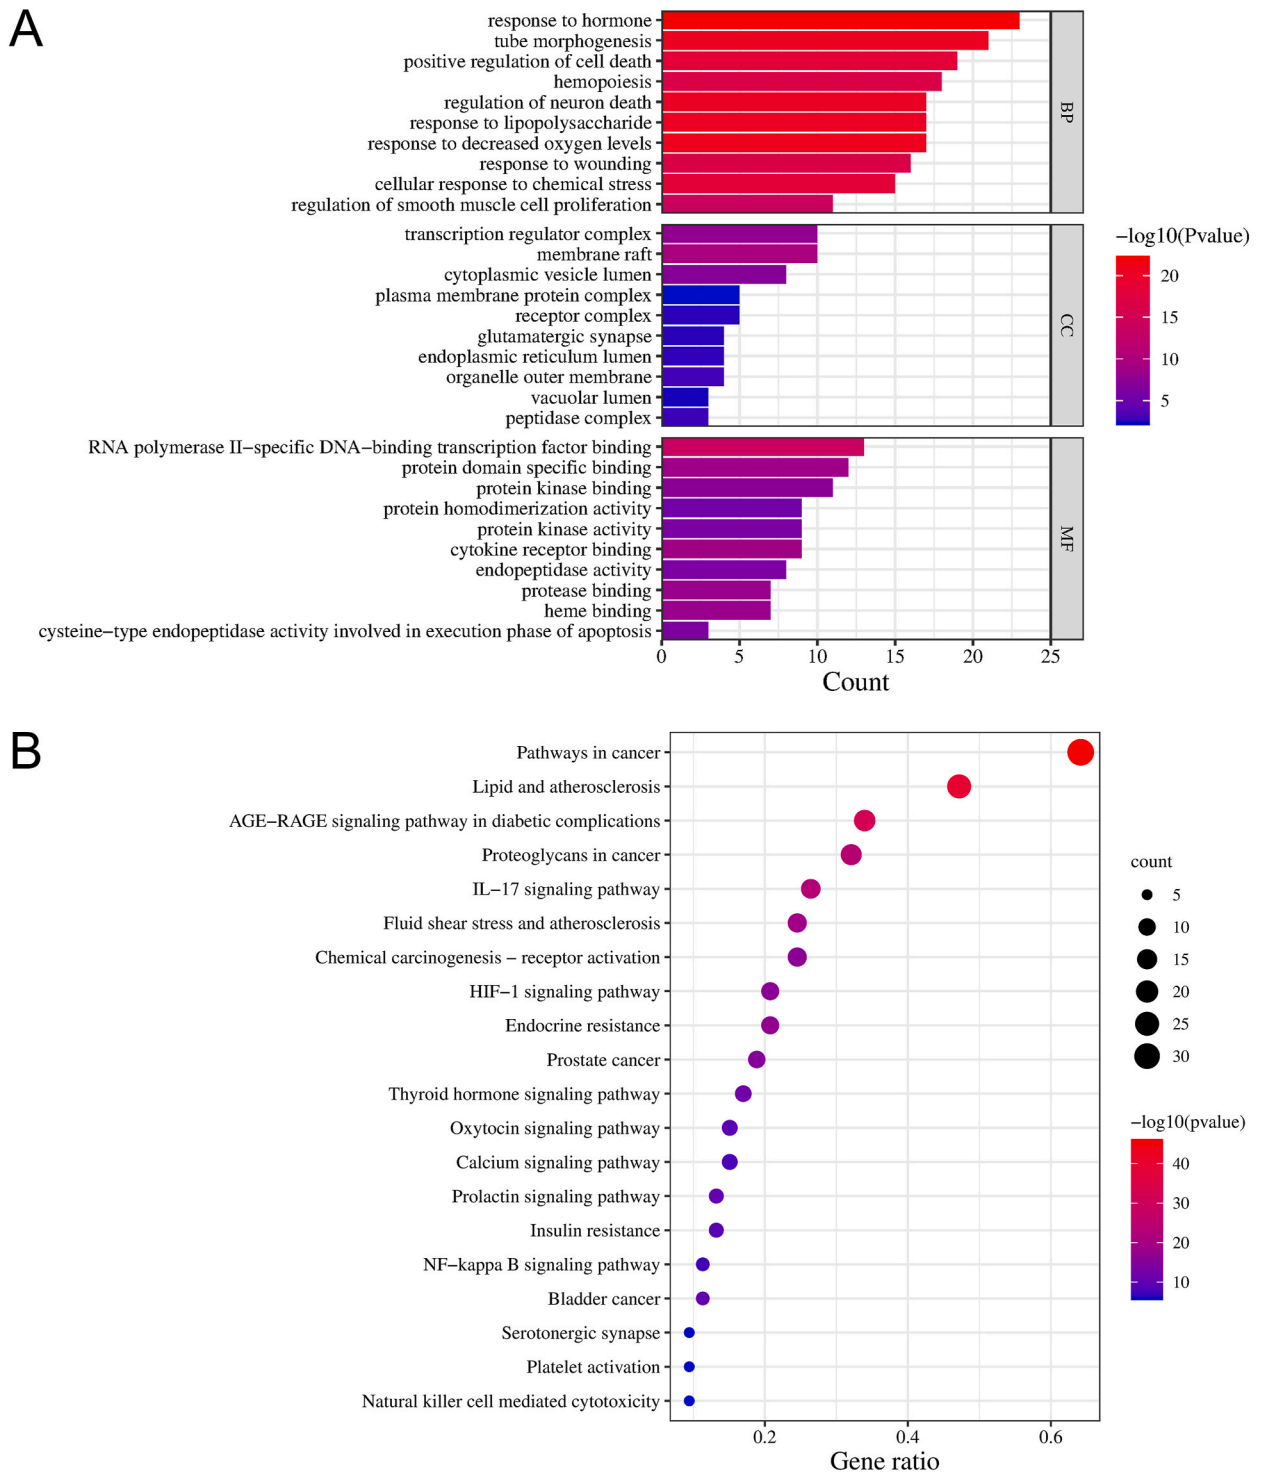 A
response to hormone
tube morphogenesis
positive regulation of cell death
hemopoiesis
regulation of neuron death
response to lipopolysaccharide
response to decreased oxygen levels
response to wounding
cellular response to chemical stress
regulation of smooth muscle cell proliferation
BP
transcription regulator complex
membrane raft
cytoplasmic vesicle lumen
plasma membrane protein complex
receptor complex
glutamatergic synapse
endoplasmic reticulum lumen
organelle outer membrane
vacuolar lumen
peptidase complex
CC
RNA polymerase II−specific DNA−binding transcription factor binding
protein domain specific binding
protein kinase binding
protein homodimerization activity
protein kinase activity
cytokine receptor binding
endopeptidase activity
protease binding
heme binding
cysteine−type endopeptidase activity involved in execution phase of apoptosis
MF
0 5 10 15 20 25
Count
−log10(Pvalue)
20
15
10
5
B
Pathways in cancer
Lipid and atherosclerosis
AGE−RAGE signaling pathway in diabetic complications
Proteoglycans in cancer
IL−17 signaling pathway
Fluid shear stress and atherosclerosis
Chemical carcinogenesis − receptor activation
HIF−1 signaling pathway
Endocrine resistance
Prostate cancer
Thyroid hormone signaling pathway
Oxytocin signaling pathway
Calcium signaling pathway
Prolactin signaling pathway
Insulin resistance
NF−kappa B signaling pathway
Bladder cancer
Serotonergic synapse
Platelet activation
Natural killer cell mediated cytotoxicity
0.2 0.4 0.6
Gene ratio
count
5
10
15
20
25
30
−log10(pvalue)
40
30
20
10